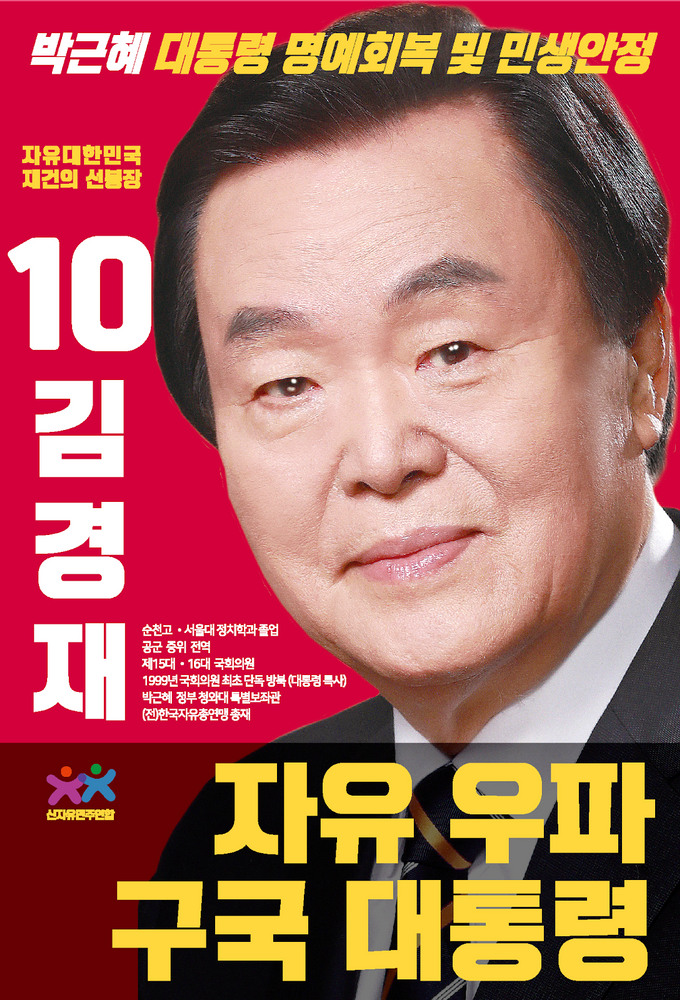 박근혜 대통령 명예회복 및 민생안정
자유대한민국
재건의 선봉장
10
김경재
순천고 • 서울대 정치학과 졸업
공군 중위 전역
제15대 • 16대 국회의원
1999년 국회의원 최초 단독 방북 (대통령 특사)
박근혜 정부 청와대 특별보좌관
(전)한국자유총연맹 총재
신자유민주연합
자유 우파
구국 대통령